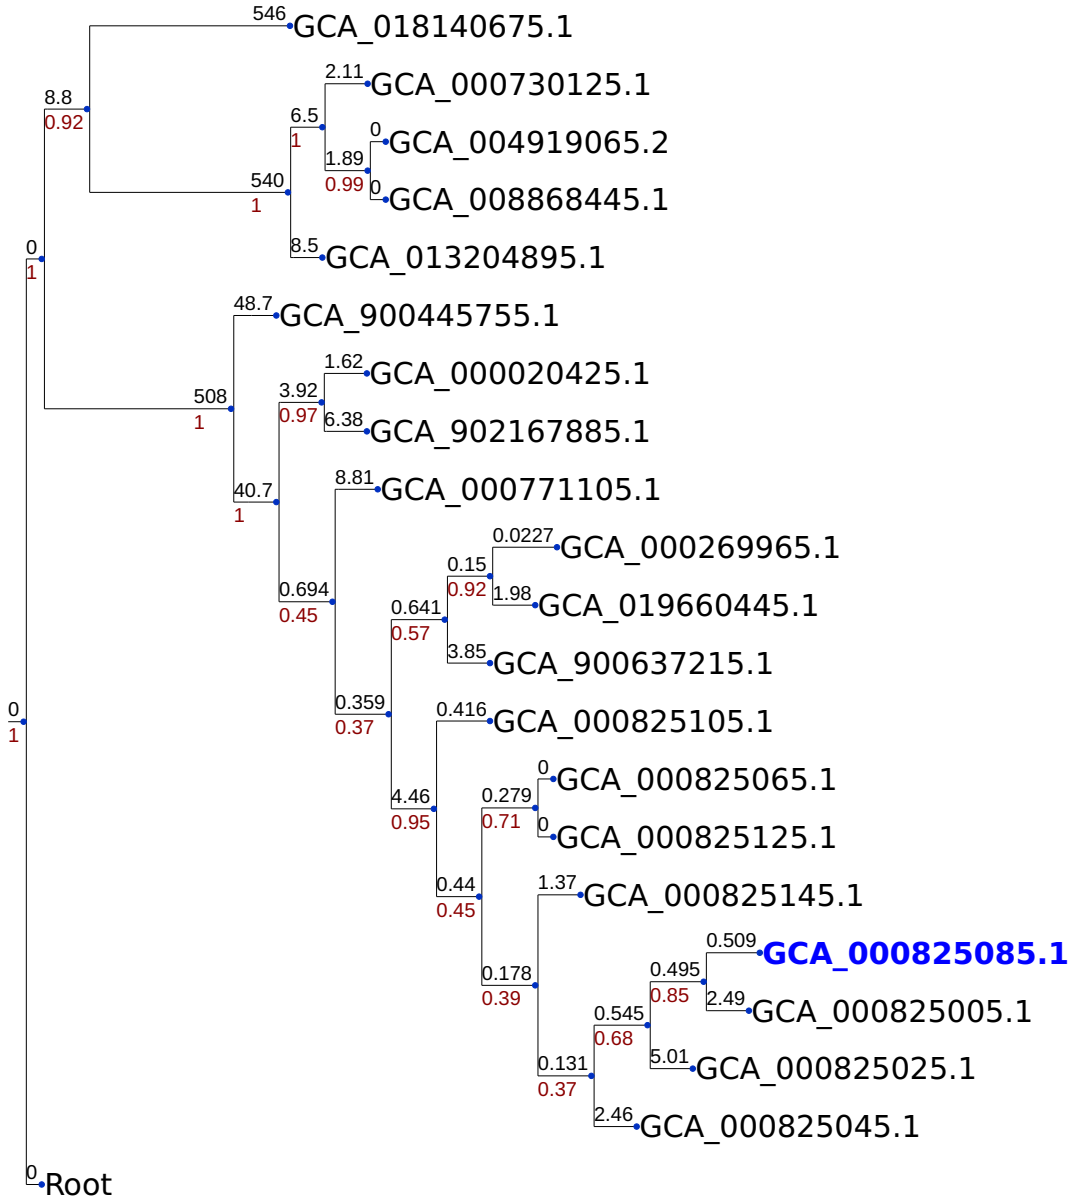 546 GCA_018140675.1
2.11 GCA_000730125.1
8.8
0.92
6.5
1
0 GCA_004919065.2
1.89
0.99
0 GCA_008868445.1
540
1
8.5 GCA_013204895.1
0
1
48.7 GCA_900445755.1
1.62 GCA_000020425.1
508
1
3.92
0.97
6.38 GCA_902167885.1
40.7
1
8.81 GCA_000771105.1
0.0227 GCA_000269965.1
0.15
0.92
0.694
0.45
1.98 GCA_019660445.1
0.641
0.57
3.85 GCA_900637215.1
0
1
0.359
0.37
0.416 GCA_000825105.1
0 GCA_000825065.1
4.46
0.95
0.279
0.71
0 GCA_000825125.1
0.44
0.45
1.37 GCA_000825145.1
0.509 GCA_000825085.1
0.178
0.39
0.495
0.85
2.49 GCA_000825005.1
0.545
0.68
0.131
0.37
5.01 GCA_000825025.1
2.46 GCA_000825045.1
0 Root